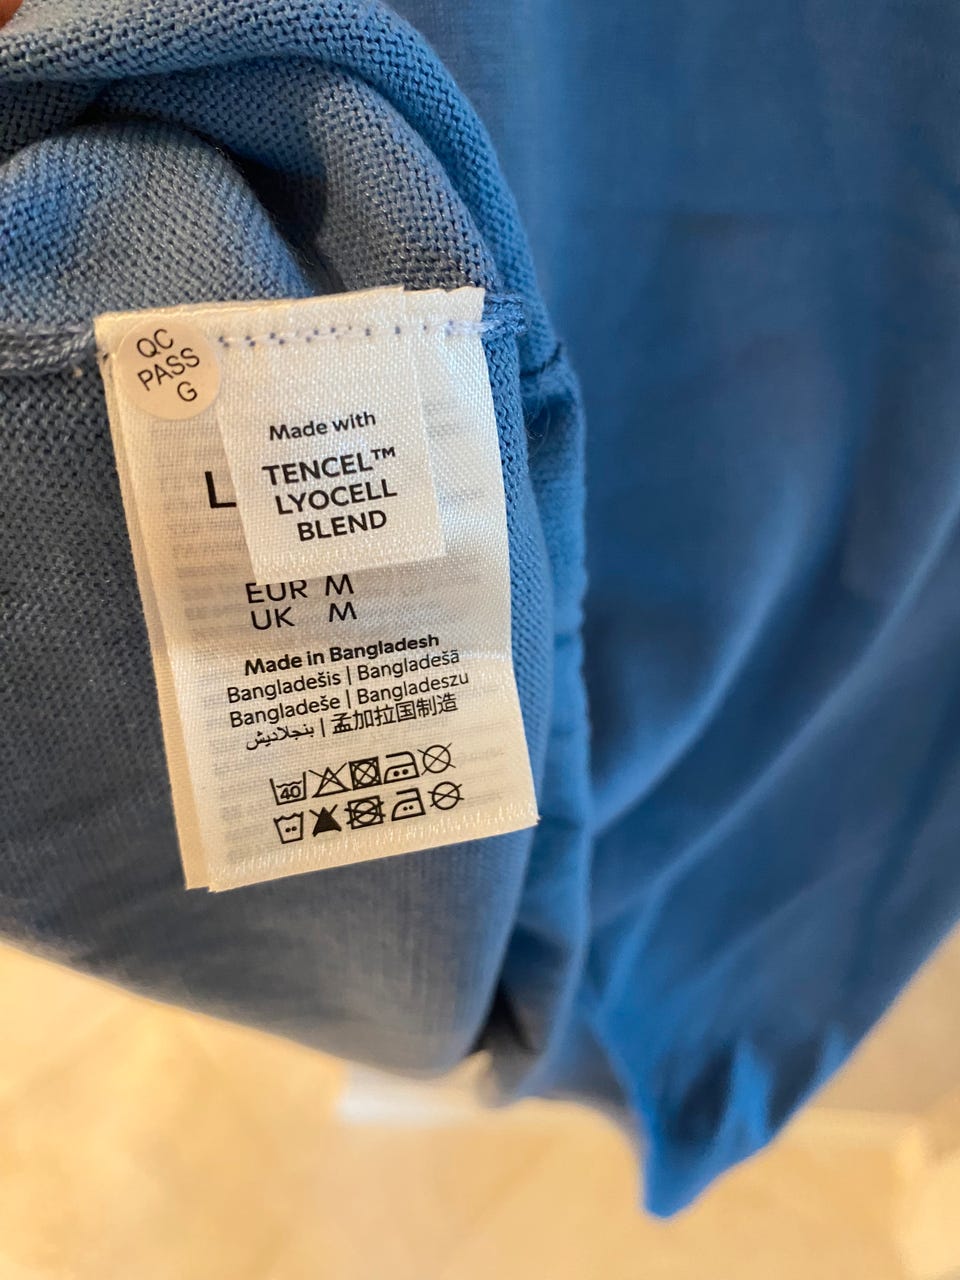 QC
PASS
G
Made with
TENCEL™
LYOCELL
BLEND
L
EUR M
UK M
Made in Bangladesh
Bangladešis | Bangladešā
Bangladeše | Bangladeszu
بنجلاديش | 孟加拉国制造
40